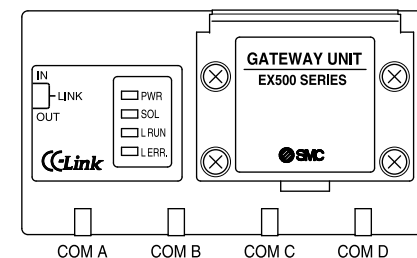 IN
LINK
OUT
PWR
SOL
L RUN
L ERR.
CC-Link
GATEWAY UNIT
EX500 SERIES
SMC
COM A COM B COM C COM D